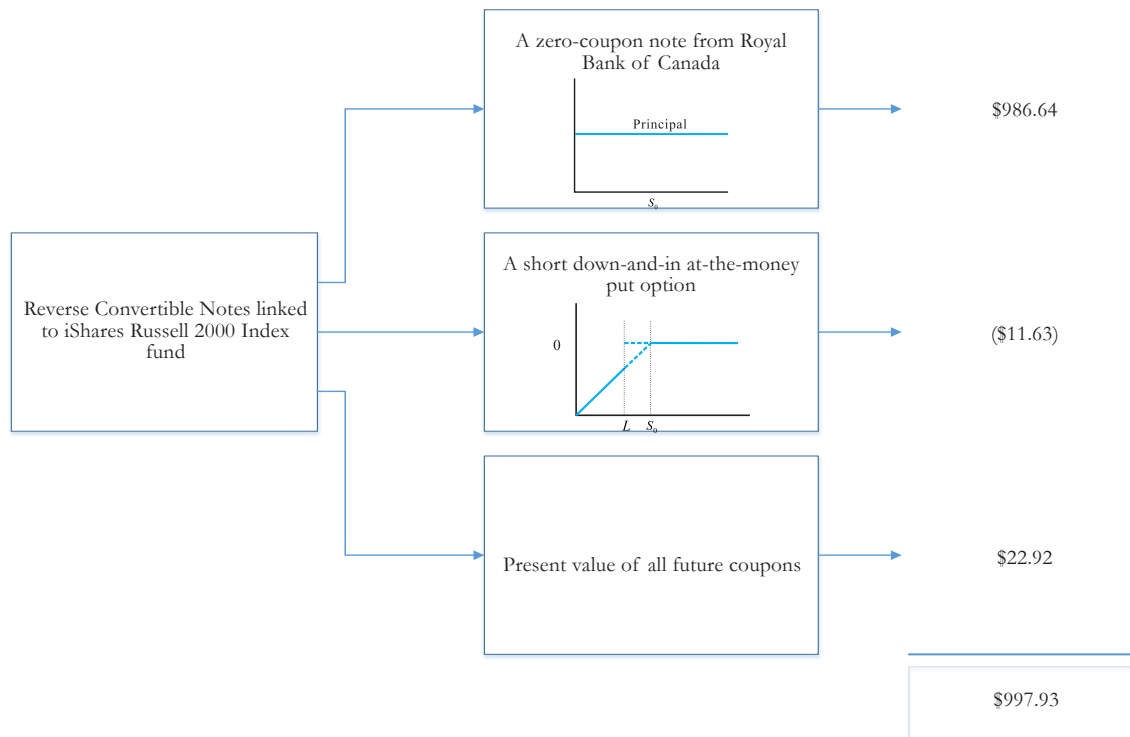 A zero-coupon note from Royal
Bank of Canada
Principal
S₀
$986.64
Reverse Convertible Notes linked
to iShares Russell 2000 Index
fund
A short down-and-in at-the-money
put option
0
L S₀
($11.63)
Present value of all future coupons
$22.92
$997.93